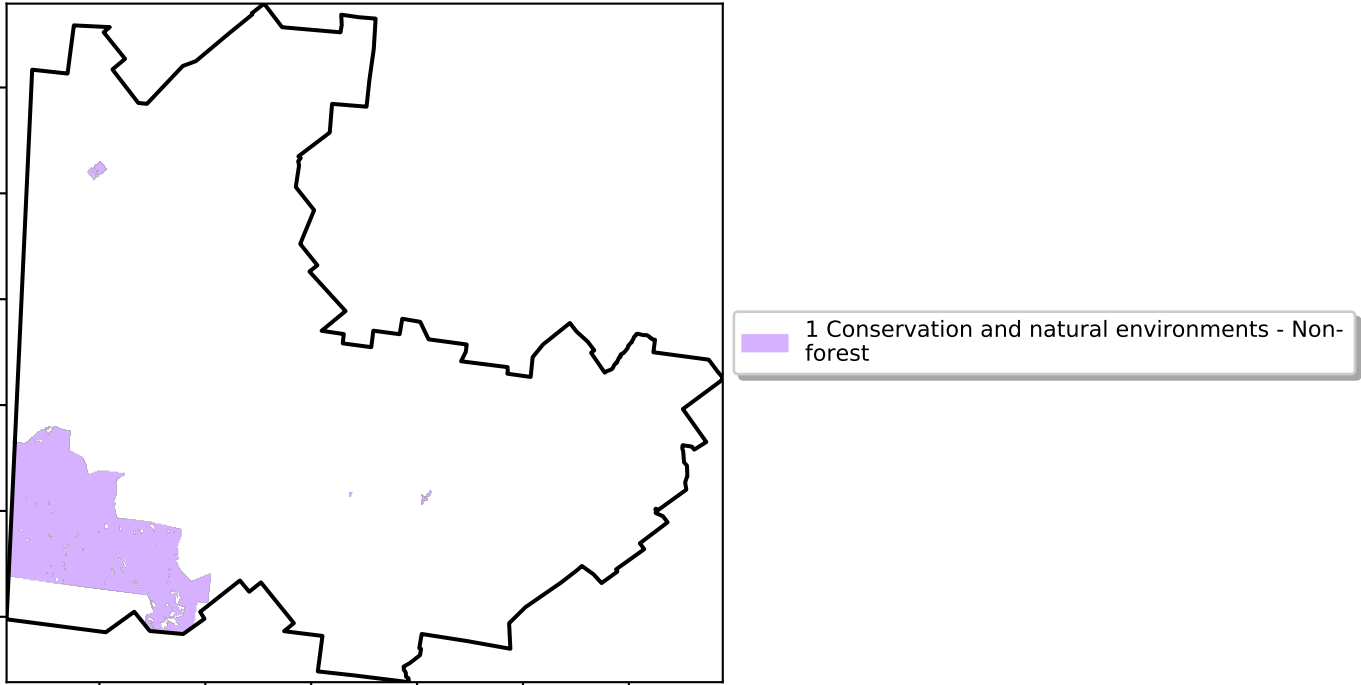 1 Conservation and natural environments - Non-
forest